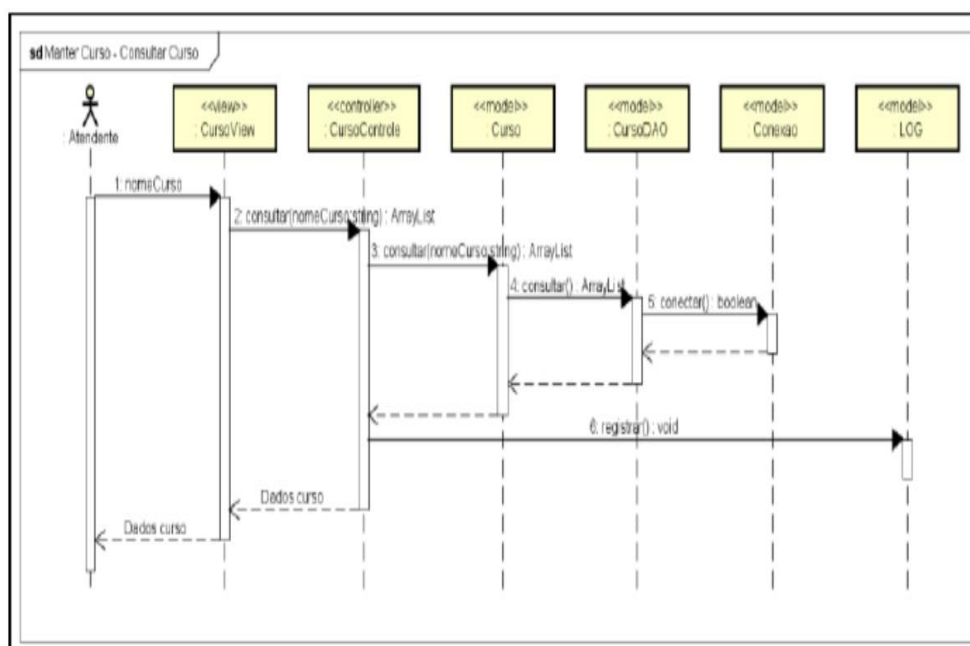 sd Manter Curso - Consultar Curso
: Atendente
<<view>>
: CursoView
<<controller>>
: CursoControle
<<model>>
: Curso
<<model>>
: CursoDAO
<<model>>
: Conexao
<<model>>
: LOG
1: nomeCurso
2: consultar(nomeCurso:string) : ArrayList
3: consultar(nomeCurso:string) : ArrayList
4: consultar() : ArrayList
5: conectar() : boolean
6: registrar() : void
Dados curso
Dados curso